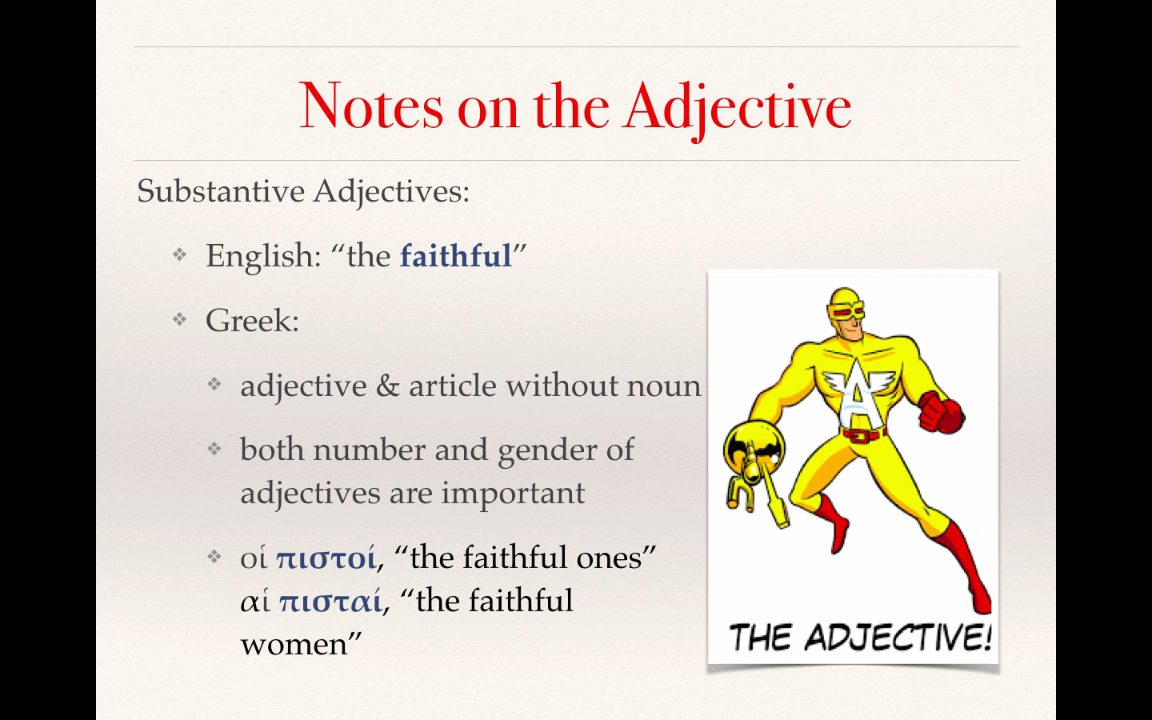 Notes on the Adjective
Substantive Adjectives:
❖ English: “the faithful”
❖ Greek:
❖ adjective & article without noun
❖ both number and gender of
adjectives are important
❖ οἱ πιστοί, “the faithful ones”
αἱ πισταί, “the faithful
women”
A
THE ADJECTIVE!